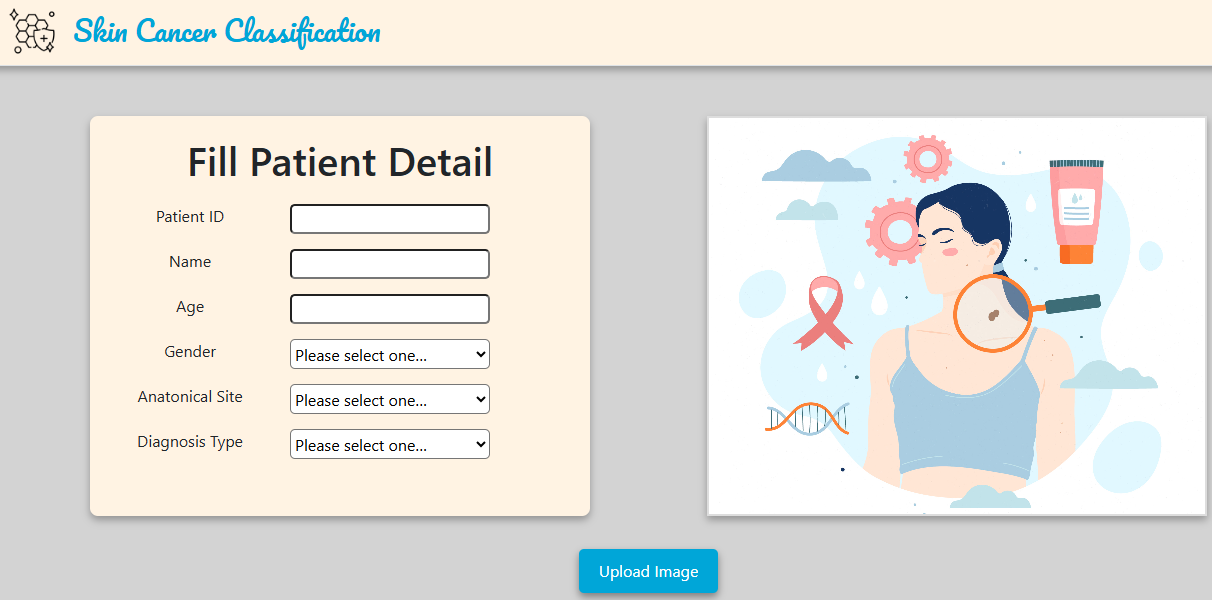 Skin Cancer Classification
Fill Patient Detail
Patient ID
Name
Age
Gender
Please select one...
Anatonical Site
Please select one...
Diagnosis Type
Please select one...
Upload Image